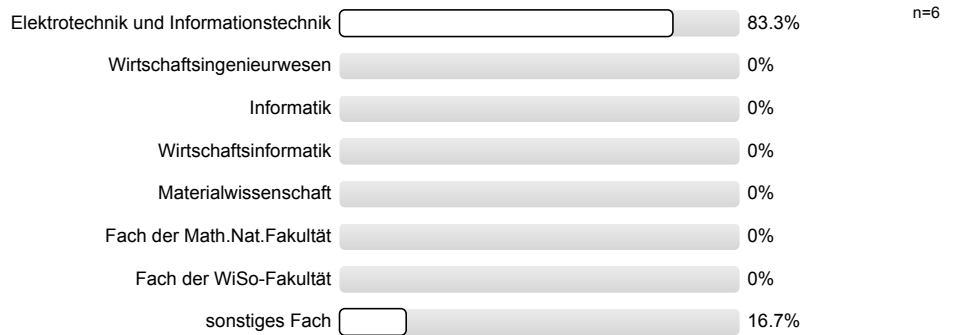 Elektrotechnik und Informationstechnik 83.3% n=6
Wirtschaftsingenieurwesen 0%
Informatik 0%
Wirtschaftsinformatik 0%
Materialwissenschaft 0%
Fach der Math.Nat.Fakultät 0%
Fach der WiSo-Fakultät 0%
sonstiges Fach 16.7%